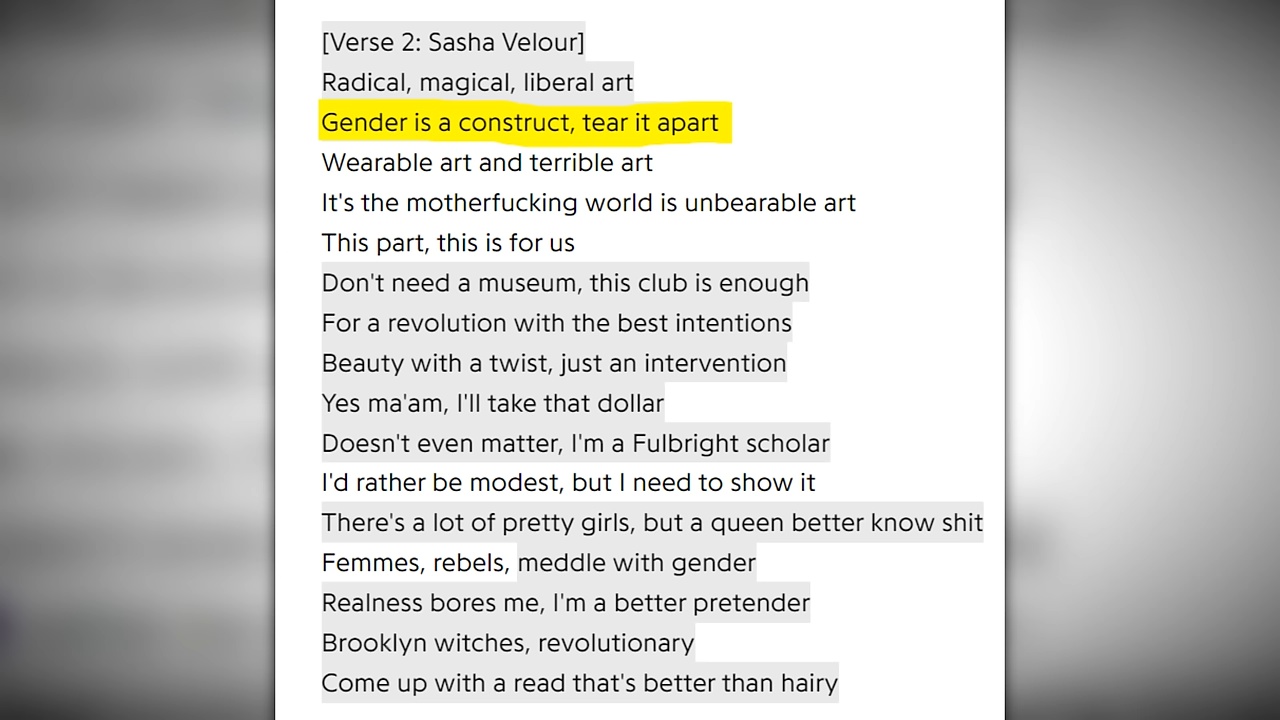 [Verse 2: Sasha Velour]
Radical, magical, liberal art
Gender is a construct, tear it apart
Wearable art and terrible art
It's the motherfucking world is unbearable art
This part, this is for us
Don't need a museum, this club is enough
For a revolution with the best intentions
Beauty with a twist, just an intervention
Yes ma'am, I'll take that dollar
Doesn't even matter, I'm a Fulbright scholar
I'd rather be modest, but I need to show it
There's a lot of pretty girls, but a queen better know shit
Femmes, rebels, meddle with gender
Realness bores me, I'm a better pretender
Brooklyn witches, revolutionary
Come up with a read that's better than hairy